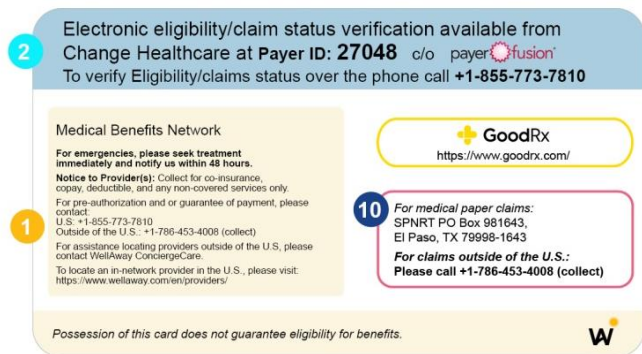 Electronic eligibility/claim status verification available from
Change Healthcare at Payer ID: 27048 c/o payer fusion
2
To verify Eligibility/claims status over the phone call +1-855-773-7810
Medical Benefits Network
For emergencies, please seek treatment
immediately and notify us within 48 hours.
Notice to Provider(s): Collect for co-insurance,
copay, deductible, and any non-covered services only.
For pre-authorization and or guarantee of payment, please
contact:
U.S: +1-855-773-7810
1
Outside of the U.S.: +1-786-453-4008 (collect)
For assistance locating providers outside of the U.S, please
contact WellAway ConciergeCare.
To locate an in-network provider in the U.S., please visit:
https://www.wellaway.com/en/providers/
GoodRx
https://www.goodrx.com/
10
For medical paper claims:
SPNRT PO Box 981643,
El Paso, TX 79998-1643
For claims outside of the U.S.:
Please call +1-786-453-4008 (collect)
Possession of this card does not guarantee eligibility for benefits.
W